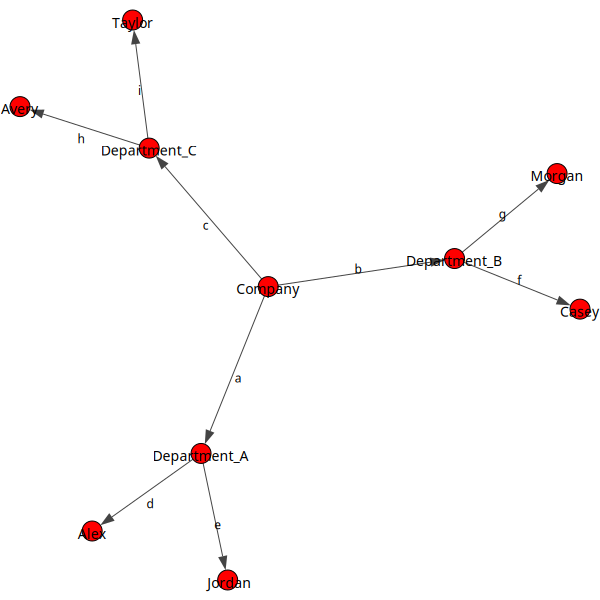 Taylor
i
Avery
h
Department_C
Morgan
g
c
Department_B
b
f
Company
Casey
a
Department_A
d
e
Alex
Jordan